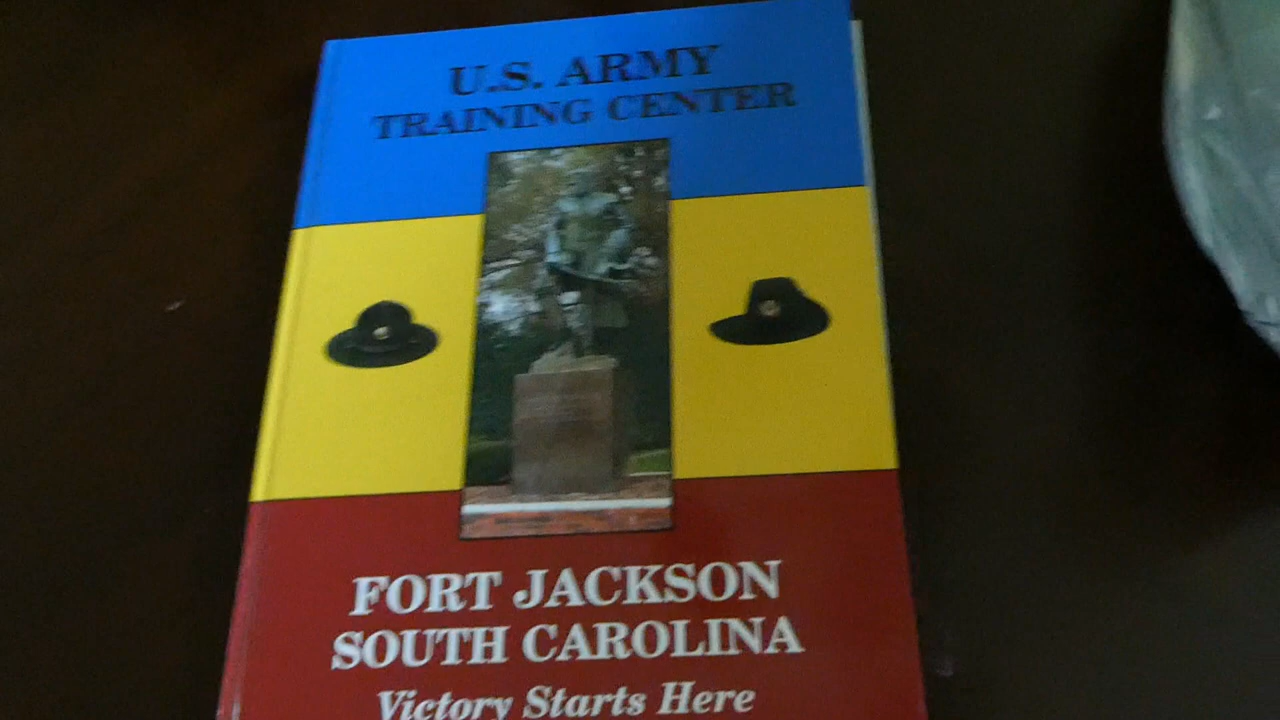 U.S. ARMY
TRAINING CENTER
FORT JACKSON
SOUTH CAROLINA
Victory Starts Here